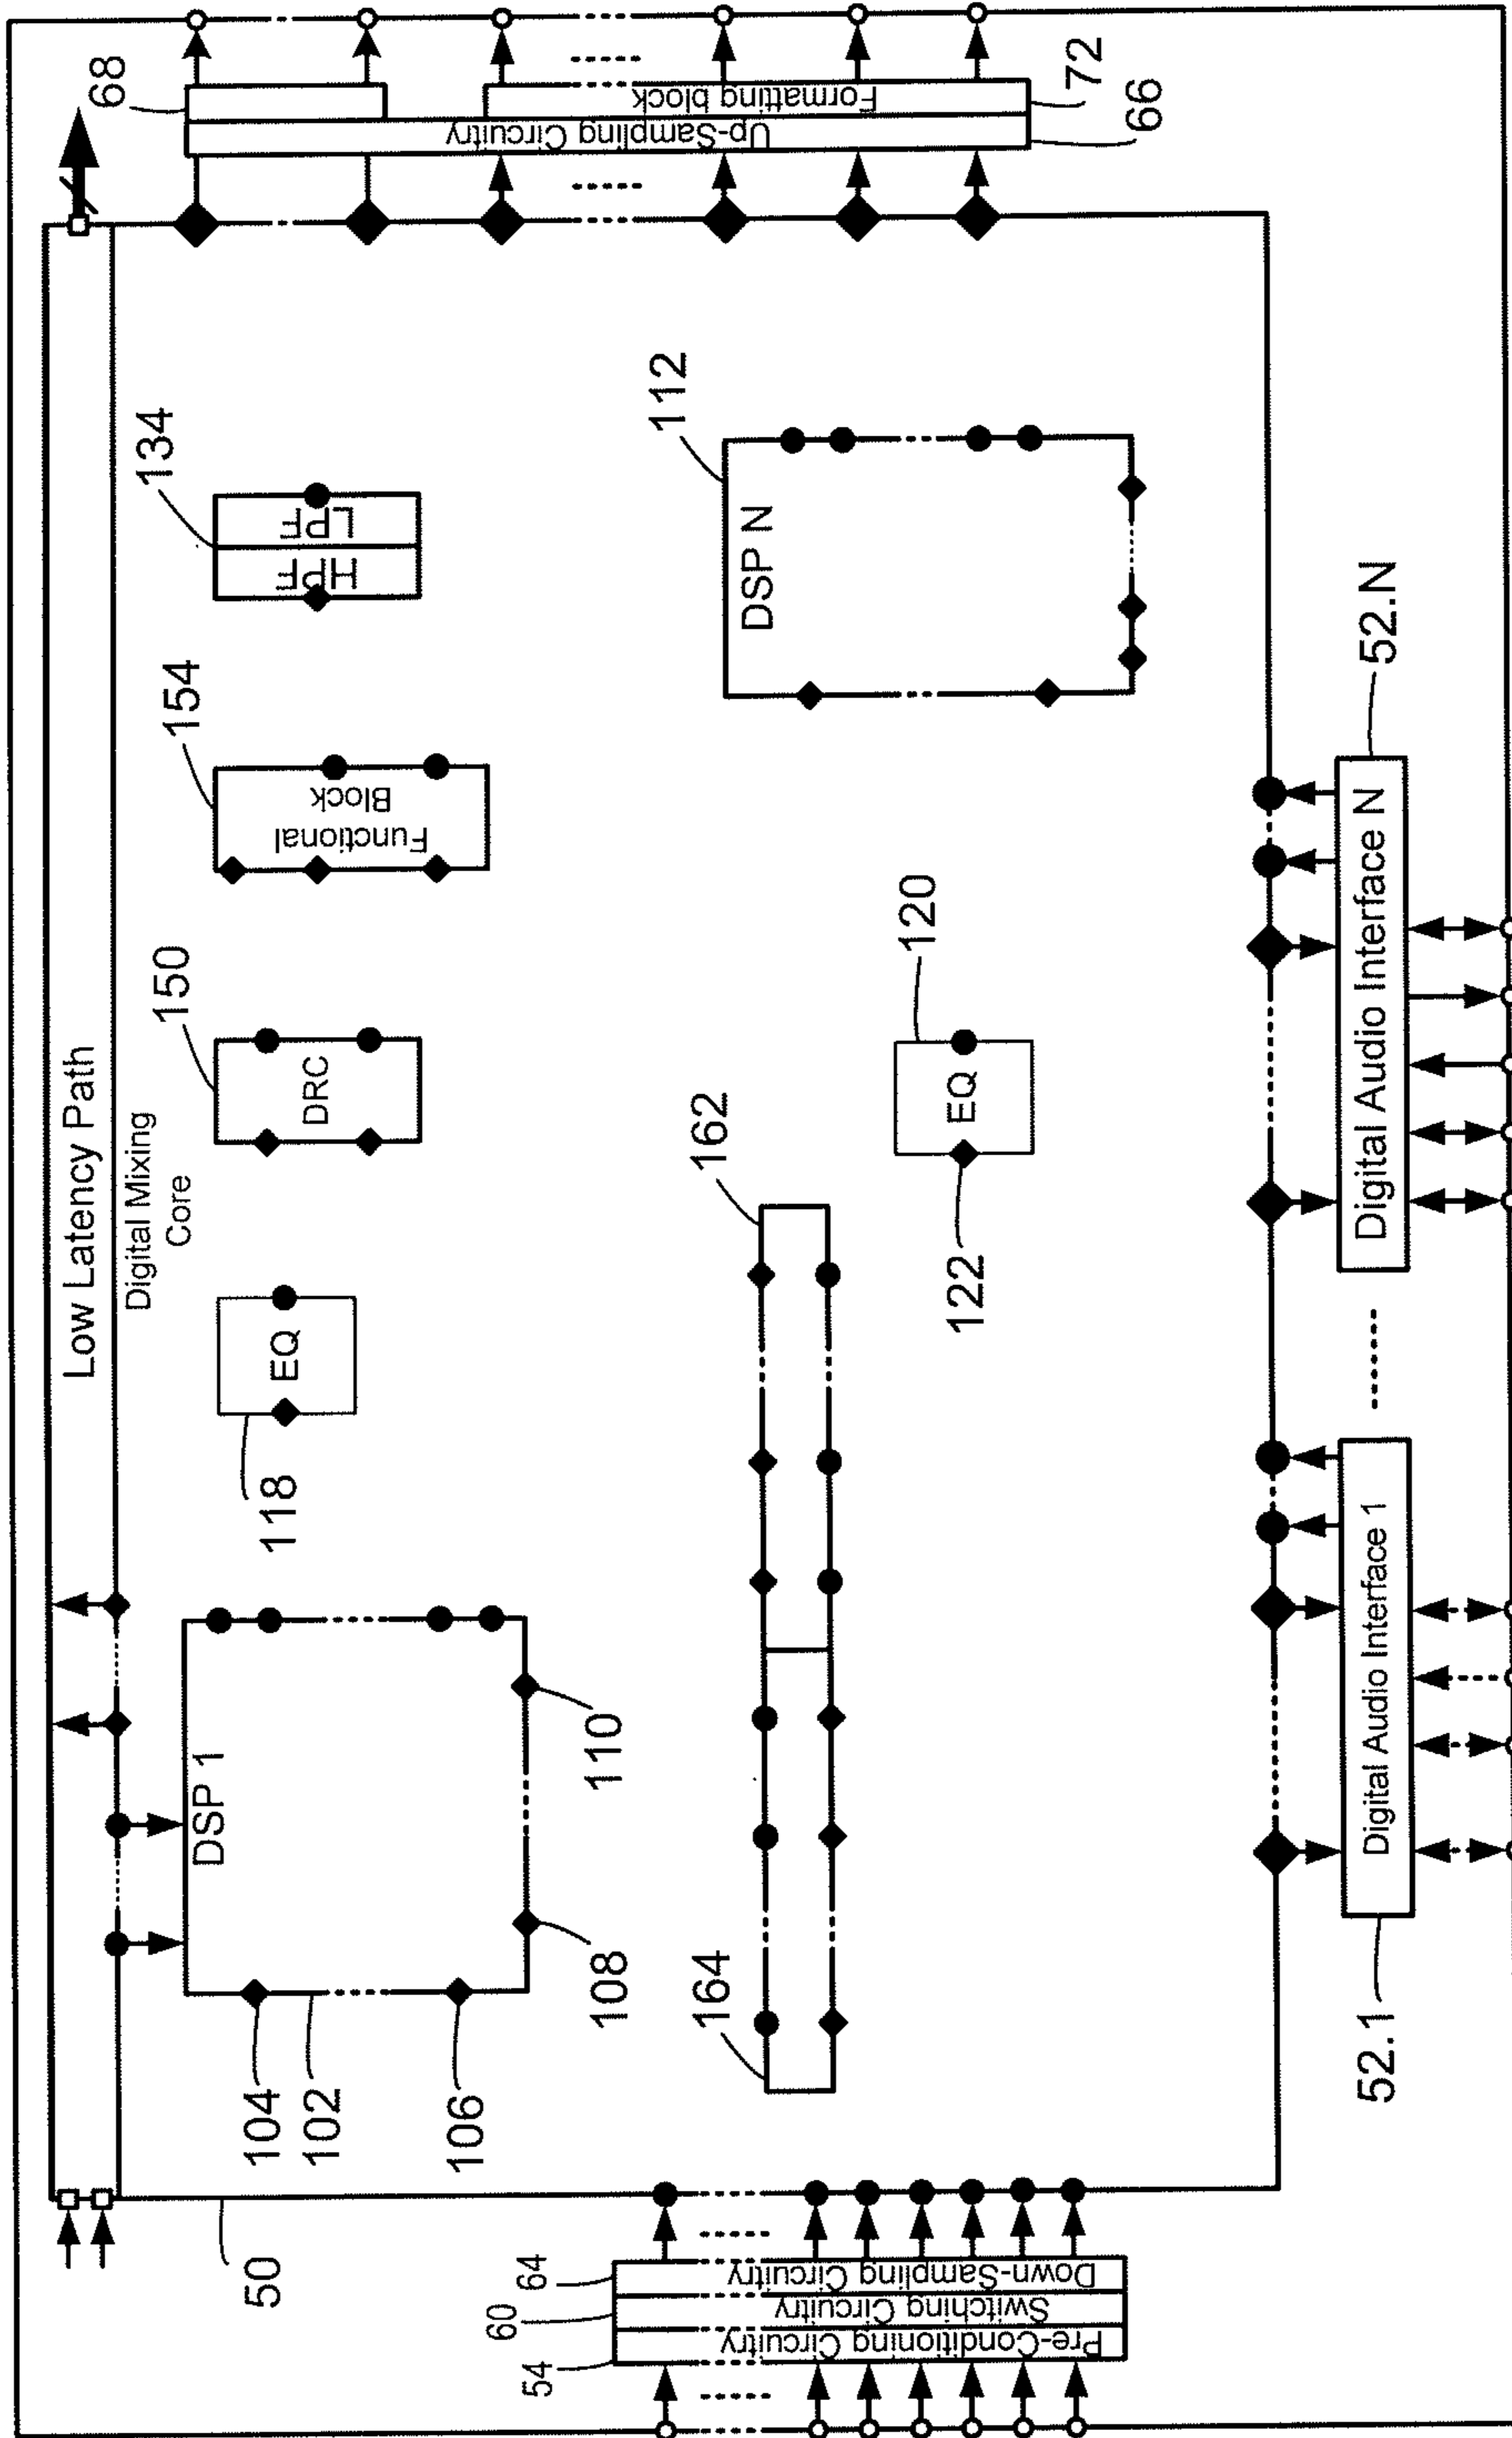 Low Latency Path
Digital Mixing
Core
68
DSP 1
104
102
106
108
110
118
EQ
150
DRC
154
Functional
Block
134
HPF
LPF
Up-Sampling Circuitry
Formatting block
72
66
50
164
162
122
EQ
120
DSP N
112
54
60
64
Pre-Conditioning Circuitry
Switching Circuitry
Down-Sampling Circuitry
52.1
Digital Audio Interface 1
Digital Audio Interface N
52.N